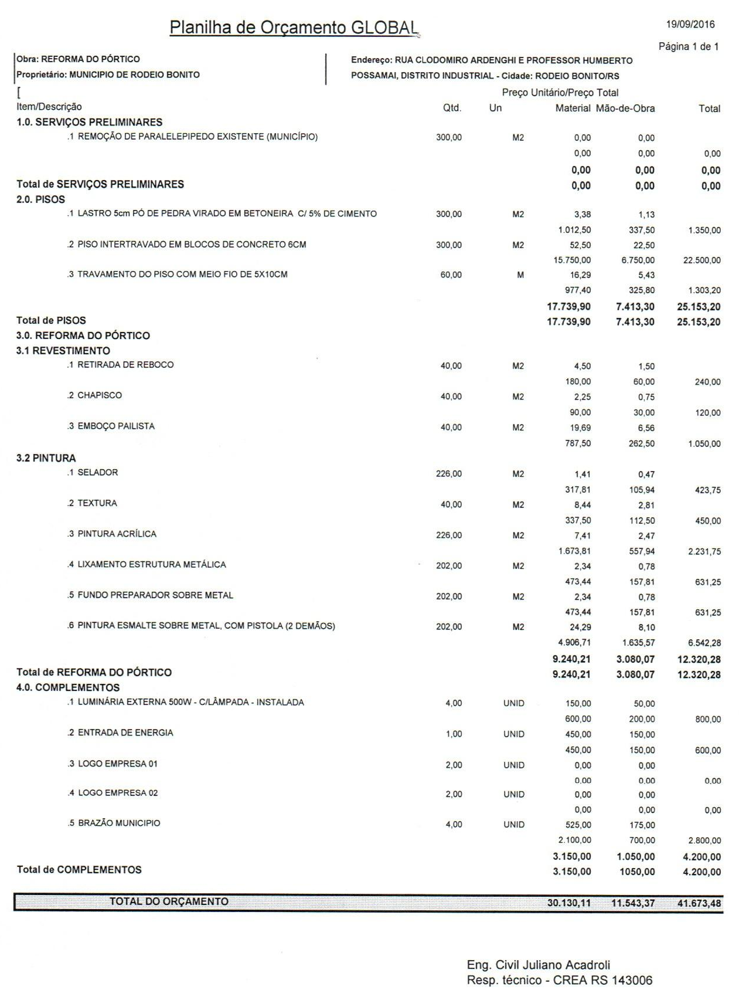 Planilha de Orçamento GLOBAL
19/09/2016
Página 1 de 1
Obra: REFORMA DO PÓRTICO
Endereço: RUA CLODOMIRO ARDENGHI E PROFESSOR HUMBERTO
Proprietário: MUNICIPIO DE RODEIO BONITO
POSSAMAI, DISTRITO INDUSTRIAL - Cidade: RODEIO BONITO/RS
[ Preço Unitário/Preço Total
Item/Descrição Qtd. Un Material Mão-de-Obra Total
1.0. SERVIÇOS PRELIMINARES
.1 REMOÇÃO DE PARALELEPIPEDO EXISTENTE (MUNICÍPIO) 300,00 M2 0,00 0,00
0,00 0,00 0,00
0,00 0,00 0,00
Total de SERVIÇOS PRELIMINARES 0,00 0,00 0,00
2.0. PISOS
.1 LASTRO 5cm PÓ DE PEDRA VIRADO EM BETONEIRA C/ 5% DE CIMENTO 300,00 M2 3,38 1,13
1.012,50 337,50 1.350,00
.2 PISO INTERTRAVADO EM BLOCOS DE CONCRETO 6CM 300,00 M2 52,50 22,50
15.750,00 6.750,00 22.500,00
.3 TRAVAMENTO DO PISO COM MEIO FIO DE 5X10CM 60,00 M 16,29 5,43
977,40 325,80 1.303,20
17.739,90 7.413,30 25.153,20
Total de PISOS 17.739,90 7.413,30 25.153,20
3.0. REFORMA DO PÓRTICO
3.1 REVESTIMENTO
.1 RETIRADA DE REBOCO 40,00 M2 4,50 1,50
180,00 60,00 240,00
.2 CHAPISCO 40,00 M2 2,25 0,75
90,00 30,00 120,00
.3 EMBOÇO PAILISTA 40,00 M2 19,69 6,56
787,50 262,50 1.050,00
3.2 PINTURA
.1 SELADOR 226,00 M2 1,41 0,47
317,81 105,94 423,75
.2 TEXTURA 40,00 M2 8,44 2,81
337,50 112,50 450,00
.3 PINTURA ACRÍLICA 226,00 M2 7,41 2,47
1.673,81 557,94 2.231,75
.4 LIXAMENTO ESTRUTURA METÁLICA 202,00 M2 2,34 0,78
473,44 157,81 631,25
.5 FUNDO PREPARADOR SOBRE METAL 202,00 M2 2,34 0,78
473,44 157,81 631,25
.6 PINTURA ESMALTE SOBRE METAL, COM PISTOLA (2 DEMÃOS) 202,00 M2 24,29 8,10
4.906,71 1.635,57 6.542,28
9.240,21 3.080,07 12.320,28
Total de REFORMA DO PÓRTICO 9.240,21 3.080,07 12.320,28
4.0. COMPLEMENTOS
.1 LUMINÁRIA EXTERNA 500W - C/LÂMPADA - INSTALADA 4,00 UNID 150,00 50,00
600,00 200,00 800,00
.2 ENTRADA DE ENERGIA 1,00 UNID 450,00 150,00
450,00 150,00 600,00
.3 LOGO EMPRESA 01 2,00 UNID 0,00 0,00
0,00 0,00 0,00
.4 LOGO EMPRESA 02 2,00 UNID 0,00 0,00
0,00 0,00 0,00
.5 BRAZÃO MUNICIPIO 4,00 UNID 525,00 175,00
2.100,00 700,00 2.800,00
3.150,00 1.050,00 4.200,00
Total de COMPLEMENTOS 3.150,00 1050,00 4.200,00
TOTAL DO ORÇAMENTO 30.130,11 11.543,37 41.673,48
Eng. Civil Juliano Acadroli
Resp. técnico - CREA RS 143006